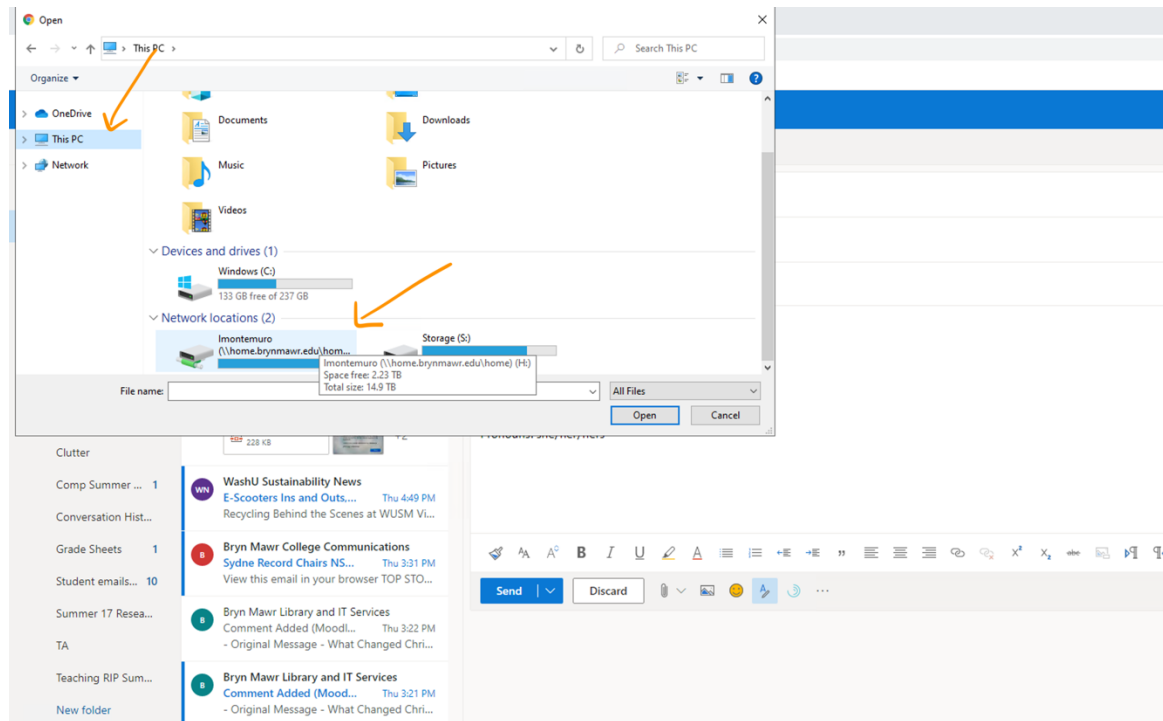 Open
This PC
Search This PC
Organize
OneDrive
This PC
Network
Documents
Downloads
Music
Pictures
Videos
Devices and drives (1)
Windows (C:)
133 GB free of 237 GB
Network locations (2)
lmontemuro
(\\home.brynmawr.edu\hom...
Storage (S:)
lmontemuro (\\home.brynmawr.edu\home) (H:)
Space free: 2.23 TB
Total size: 14.9 TB
File name:
All Files
Open
Cancel
228 KB
+2
Clutter
Comp Summer ... 1
Conversation Hist...
Grade Sheets 1
Student emails... 10
Summer 17 Resea...
TA
Teaching RIP Sum...
New folder
WN
WashU Sustainability News
E-Scooters Ins and Outs,... Thu 4:49 PM
Recycling Behind the Scenes at WUSM Vi...
B
Bryn Mawr College Communications
Sydne Record Chairs NS... Thu 3:31 PM
View this email in your browser TOP STO...
B
Bryn Mawr Library and IT Services
Comment Added (Moodl... Thu 3:22 PM
- Original Message - What Changed Chri...
B
Bryn Mawr Library and IT Services
Comment Added (Mood... Thu 3:21 PM
- Original Message - What Changed Chri...
Pronouns: she/her/hers
Send
Discard